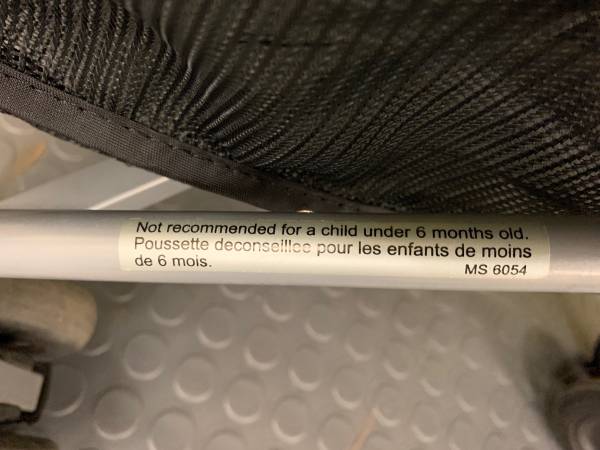 Not recommended for a child under 6 months old.
Poussette deconseillee pour les enfants de moins
de 6 mois.
MS 6054